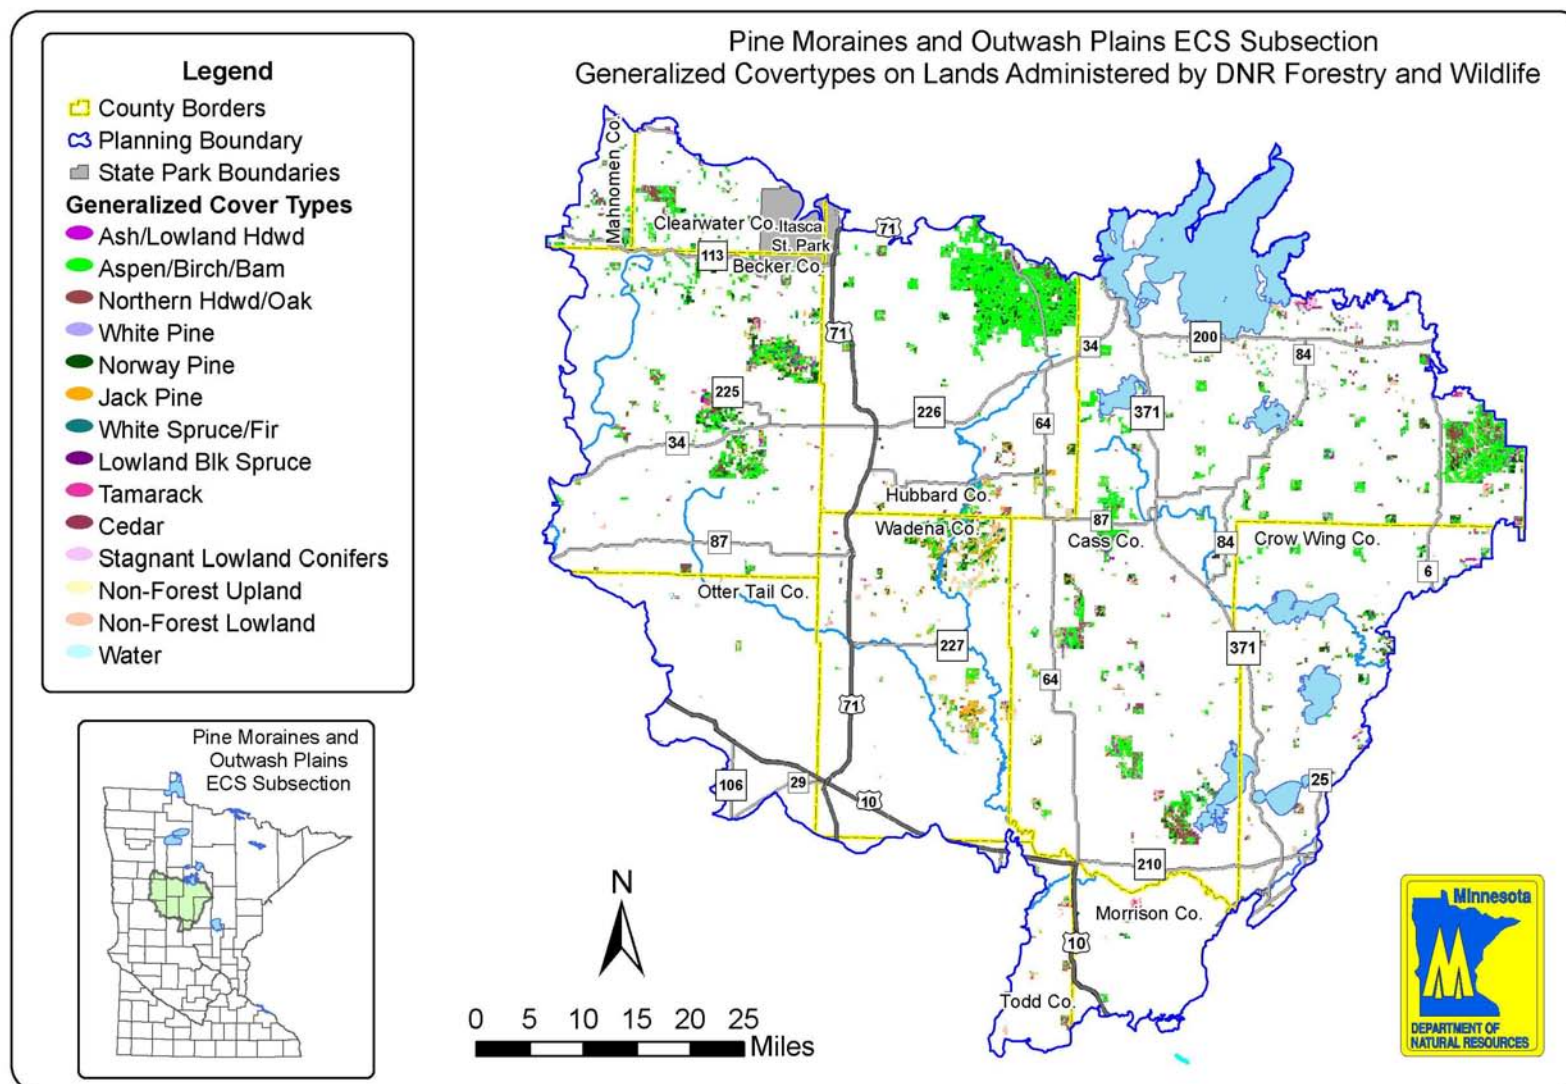 Pine Moraines and Outwash Plains ECS Subsection
Generalized Covertypes on Lands Administered by DNR Forestry and Wildlife
Legend
County Borders
Planning Boundary
State Park Boundaries
Generalized Cover Types
Ash/Lowland Hdwd
Aspen/Birch/Bam
Northern Hdwd/Oak
White Pine
Norway Pine
Jack Pine
White Spruce/Fir
Lowland Blk Spruce
Tamarack
Cedar
Stagnant Lowland Conifers
Non-Forest Upland
Non-Forest Lowland
Water
Mahnomen Co.
Clearwater Co.
Itasca
St. Park
71
113
Becker Co.
71
34
200
84
225
226
371
64
34
Hubbard Co.
Wadena Co.
87
87
Cass Co.
84
Crow Wing Co.
6
Otter Tail Co.
227
371
64
71
106
29
10
25
210
Morrison Co.
10
Todd Co.
Pine Moraines and
Outwash Plains
ECS Subsection
N
0 5 10 15 20 25
Miles
Minnesota
DEPARTMENT OF
NATURAL RESOURCES